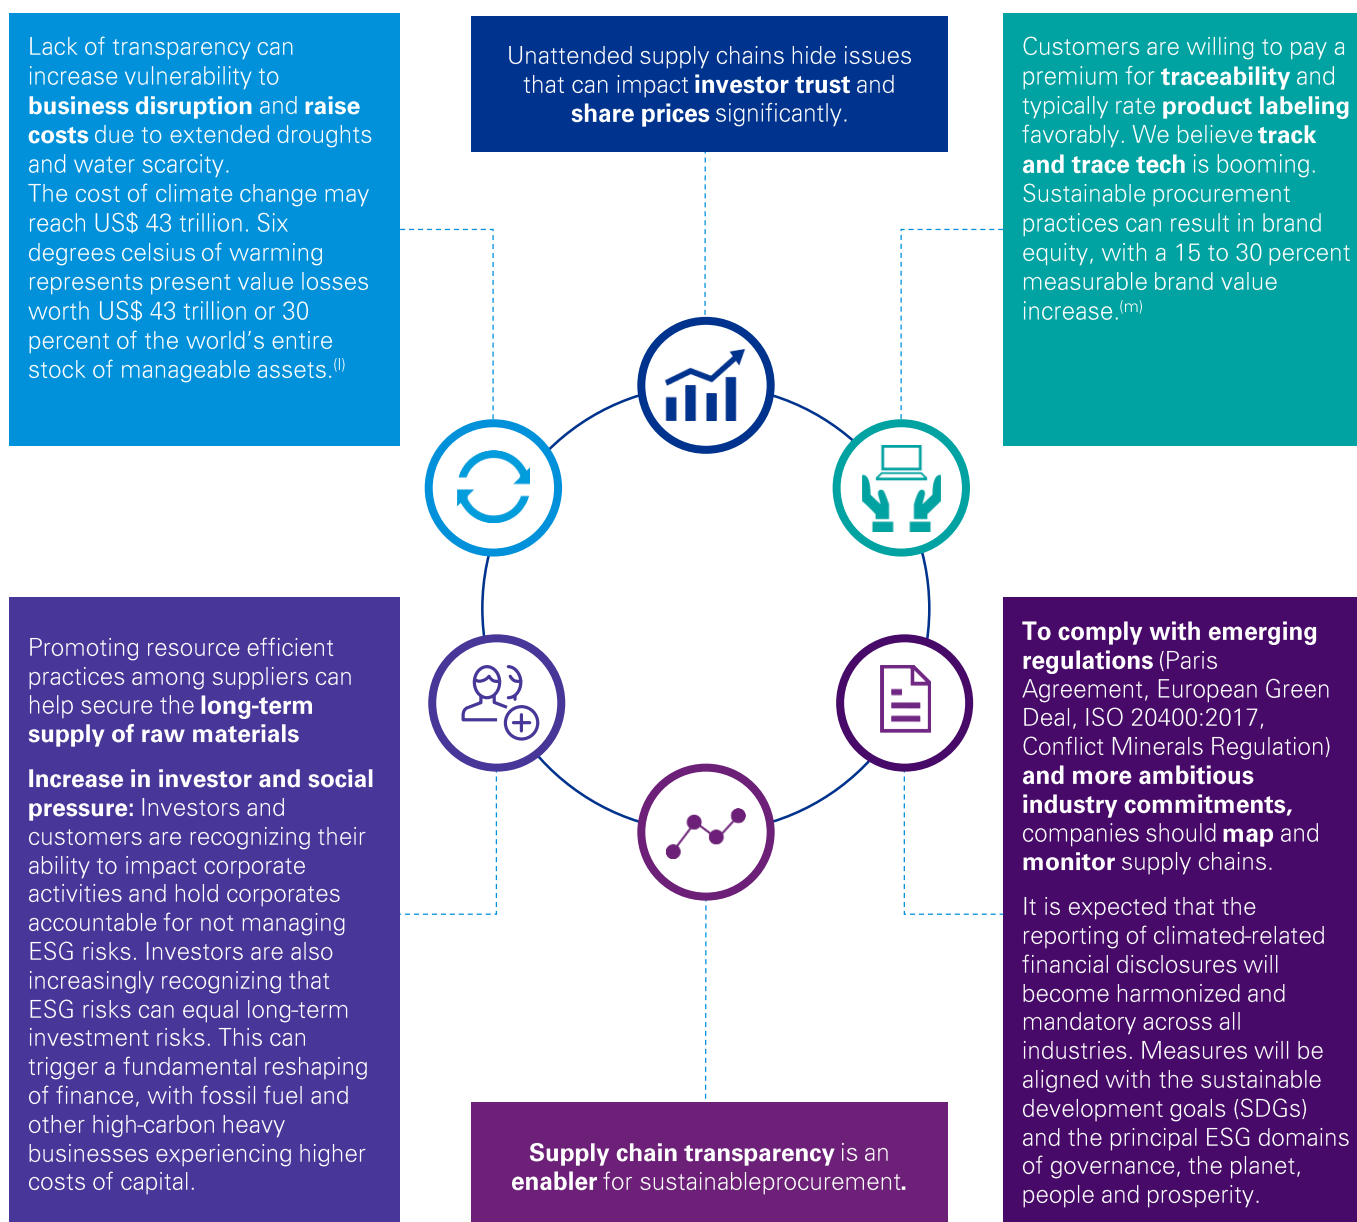 Lack of transparency can
increase vulnerability to
business disruption and raise
costs due to extended droughts
and water scarcity.
The cost of climate change may
reach US$ 43 trillion. Six
degrees celsius of warming
represents present value losses
worth US$ 43 trillion or 30
percent of the world's entire
stock of manageable assets.(l)
Unattended supply chains hide issues
that can impact investor trust and
share prices significantly.
Customers are willing to pay a
premium for traceability and
typically rate product labeling
favorably. We believe track
and trace tech is booming.
Sustainable procurement
practices can result in brand
equity, with a 15 to 30 percent
measurable brand value
increase.(m)
Promoting resource efficient
practices among suppliers can
help secure the long-term
supply of raw materials
Increase in investor and social
pressure: Investors and
customers are recognizing their
ability to impact corporate
activities and hold corporates
accountable for not managing
ESG risks. Investors are also
increasingly recognizing that
ESG risks can equal long-term
investment risks. This can
trigger a fundamental reshaping
of finance, with fossil fuel and
other high-carbon heavy
businesses experiencing higher
costs of capital.
Supply chain transparency is an
enabler for sustainableprocurement.
To comply with emerging
regulations (Paris
Agreement, European Green
Deal, ISO 20400:2017,
Conflict Minerals Regulation)
and more ambitious
industry commitments,
companies should map and
monitor supply chains.
It is expected that the
reporting of climated-related
financial disclosures will
become harmonized and
mandatory across all
industries. Measures will be
aligned with the sustainable
development goals (SDGs)
and the principal ESG domains
of governance, the planet,
people and prosperity.